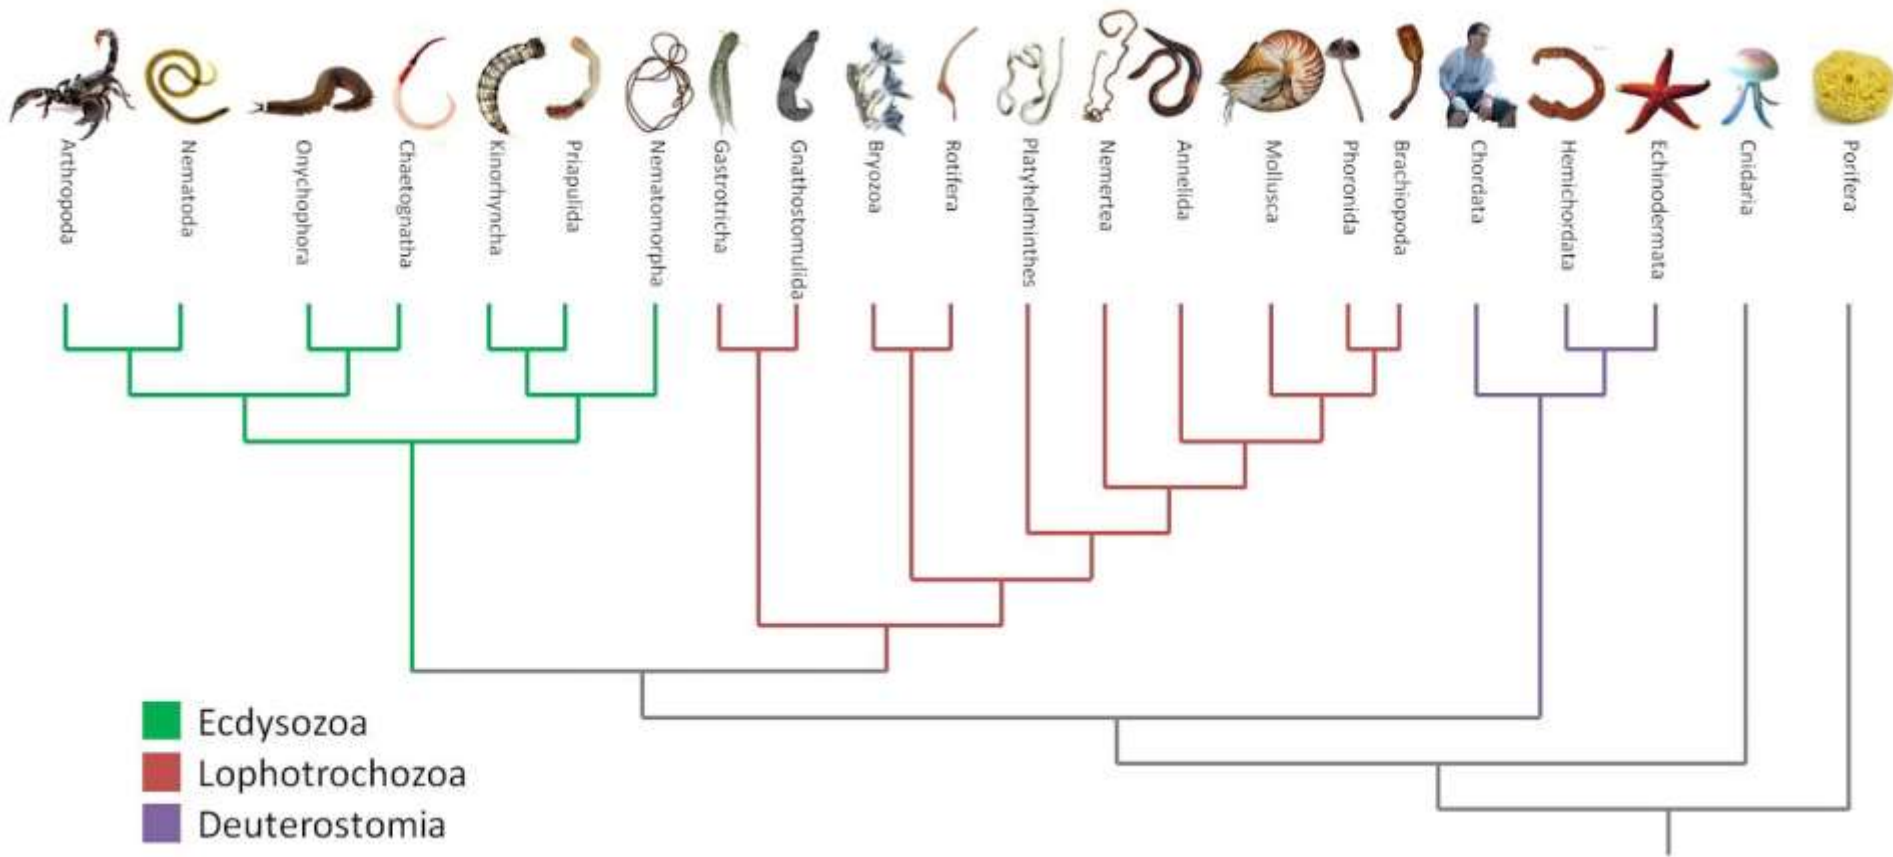 Arthropoda
Nematoda
Onychophora
Chaetognatha
Kinorhyncha
Priapulida
Nematomorpha
Gastrotricha
Gnathostomulida
Bryozoa
Rotifera
Platyhelminthes
Nemertea
Annelida
Mollusca
Phoronida
Brachiopoda
Chordata
Hemichordata
Echinodermata
Cnidaria
Porifera
Ecdysozoa
Lophotrochozoa
Deuterostomia